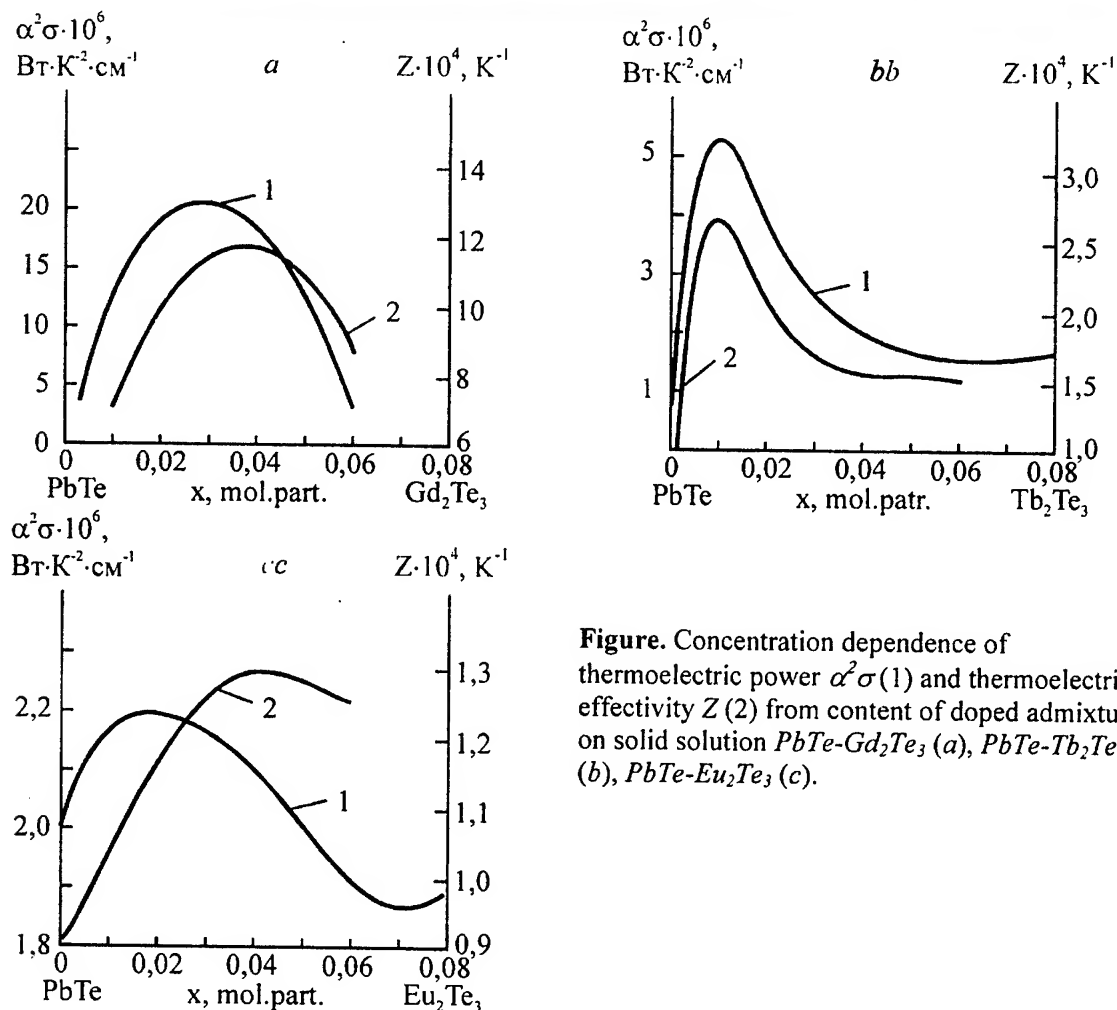 α²σ·10⁶,
Вт·К⁻²·см⁻¹
a
Z·10⁴, K⁻¹
20
15
10
5
0
14
12
10
8
6
1
2
0
0,02
0,04
0,06
0,08
PbTe
x, mol.part.
Gd₂Te₃
α²σ·10⁶,
Вт·К⁻²·см⁻¹
bb
Z·10⁴, K⁻¹
5
3
1
3,0
2,5
2,0
1,5
1,0
1
2
0
0,02
0,04
0,06
0,08
PbTe
x, mol.patr.
Tb₂Te₃
α²σ·10⁶,
Вт·К⁻²·см⁻¹
cc
Z·10⁴, K⁻¹
2,2
2,0
1,8
1,3
1,2
1,1
1,0
0,9
2
1
0
0,02
0,04
0,06
0,08
PbTe
x, mol.part.
Eu₂Te₃
Figure. Concentration dependence of
thermoelectric power α²σ(1) and thermoelectri
effectivity Z (2) from content of doped admixtu
on solid solution PbTe-Gd₂Te₃ (a), PbTe-Tb₂Te
(b), PbTe-Eu₂Te₃ (c).